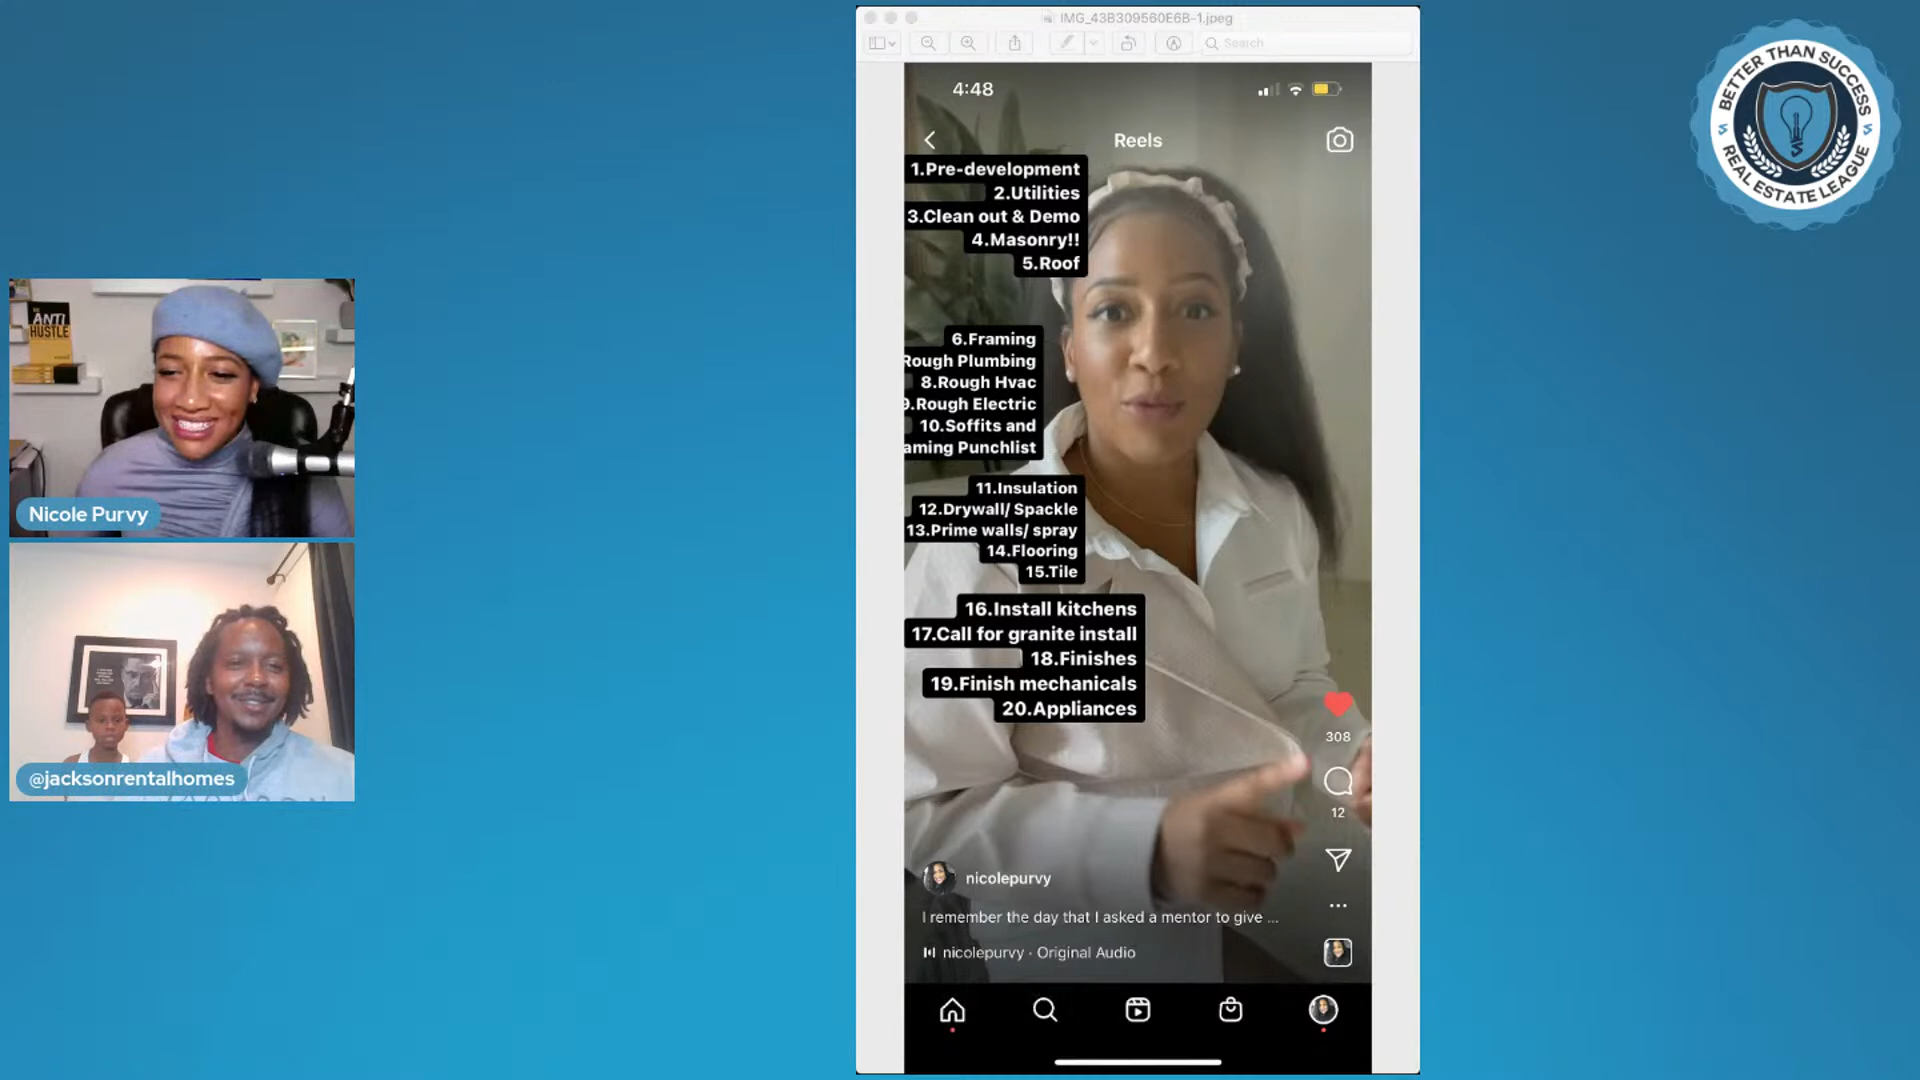 IMG_43B309560E6B-1.jpeg
Search
4:48
Reels
1.Pre-development
2.Utilities
3.Clean out & Demo
4.Masonry!!
5.Roof
6.Framing
Rough Plumbing
8.Rough Hvac
9.Rough Electric
10.Soffits and
aming Punchlist
11.Insulation
12.Drywall/ Spackle
13.Prime walls/ spray
14.Flooring
15.Tile
16.Install kitchens
17.Call for granite install
18.Finishes
19.Finish mechanicals
20.Appliances
308
12
nicolepurvy
I remember the day that I asked a mentor to give ...
nicolepurvy · Original Audio
BETTER THAN SUCCESS
REAL ESTATE LEAGUE
ANTI
HUSTLE
Nicole Purvy
@jacksonrentalhomes